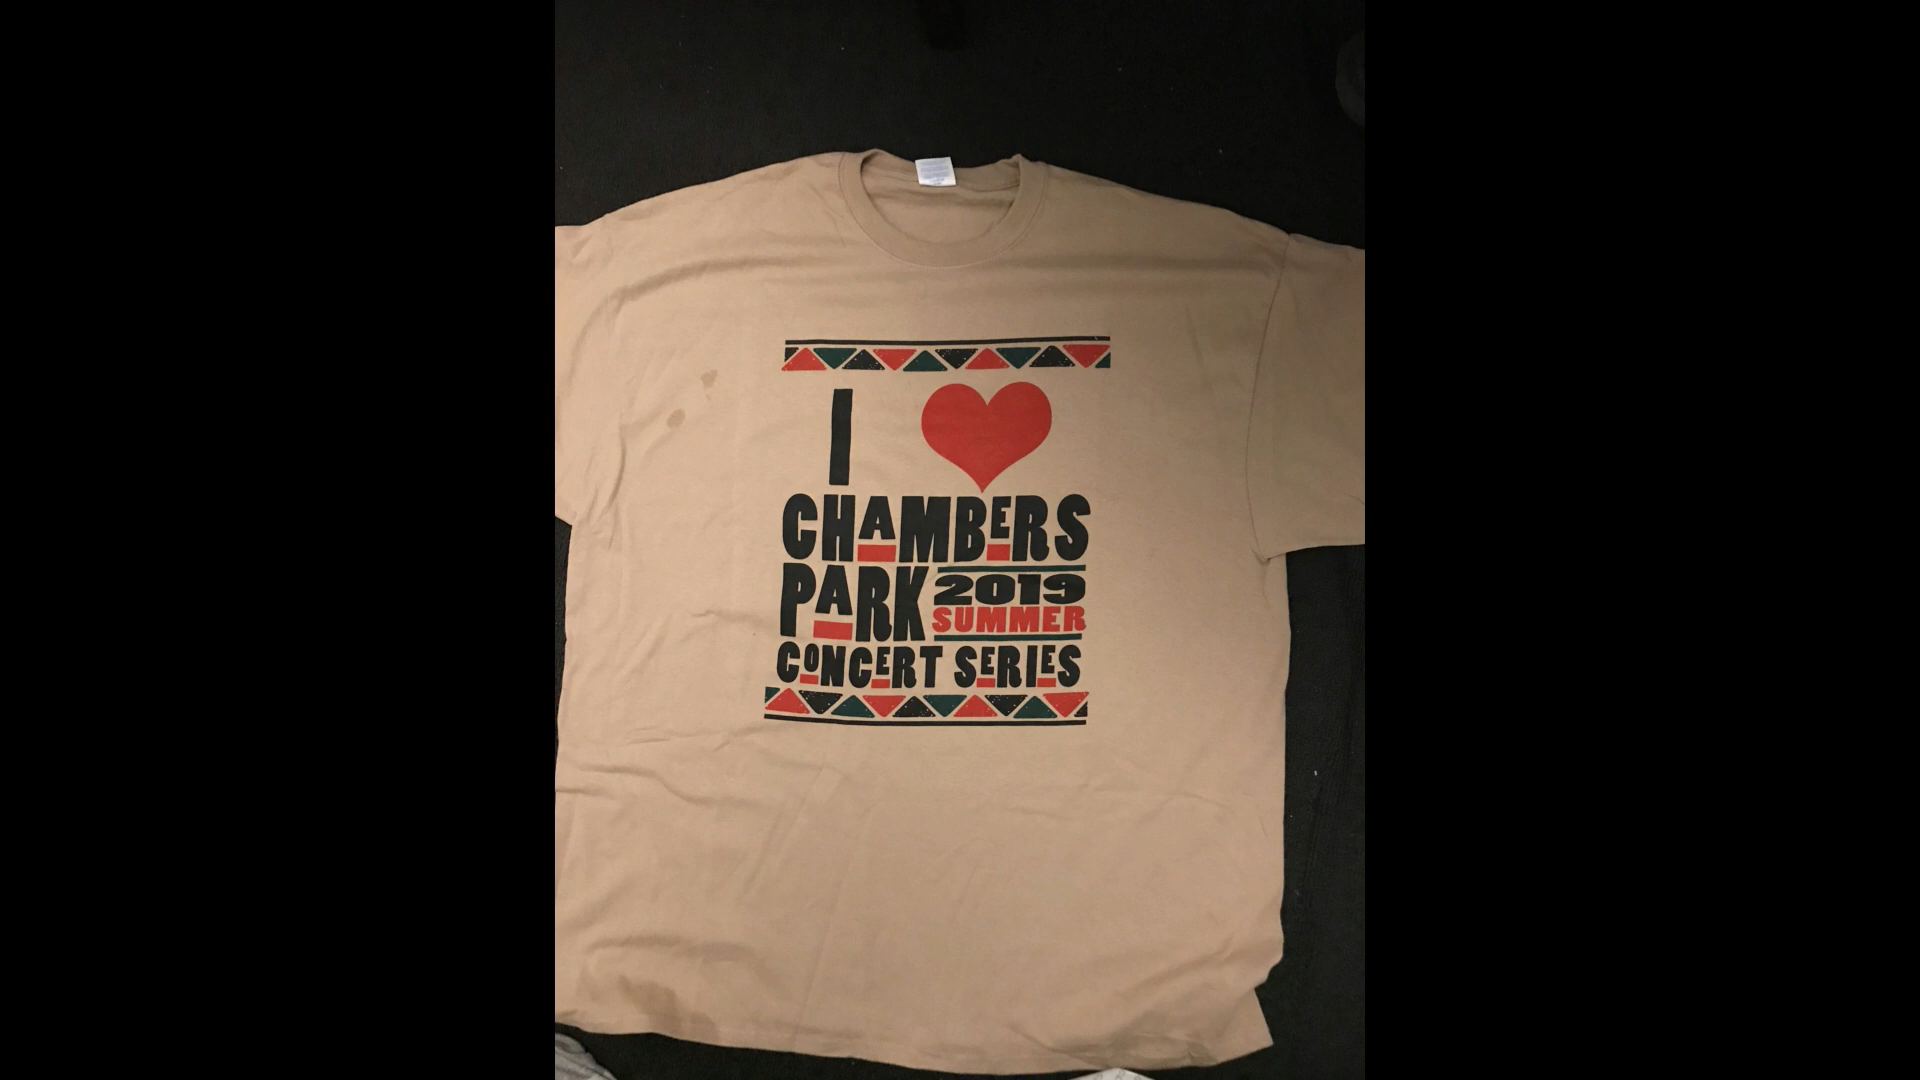 I ♥
CHAMBERS
PARK 2019
SUMMER
CONCERT SERIES